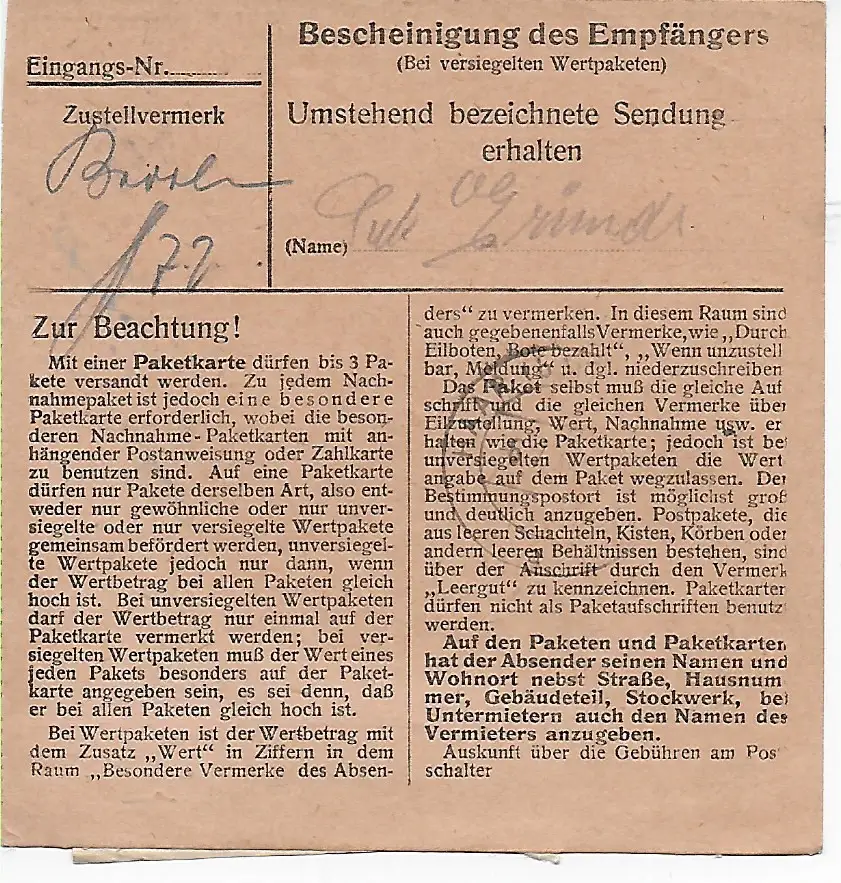 Eingangs-Nr.
Zustellvermerk
77
Bescheinigung des Empfängers
(Bei versiegelten Wertpaketen)
Umstehend bezeichnete Sendung
erhalten
(Name)
Zur Beachtung!
Mit einer Paketkarte dürfen bis 3 Pa-
kete versandt werden. Zu jedem Nach-
nahmepaket ist jedoch eine besondere
Paketkarte erforderlich, wobei die beson-
deren Nachnahme-Paketkarten mit an-
hängender Postanweisung oder Zahlkarte
zu benutzen sind. Auf eine Paketkarte
dürfen nur Pakete derselben Art, also ent-
weder nur gewöhnliche oder nur unver-
siegelte oder nur versiegelte Wertpakete
gemeinsam befördert werden, unversiegel-
te Wertpakete jedoch nur dann, wenn
der Wertbetrag bei allen Paketen gleich
hoch ist. Bei unversiegelten Wertpaketen
darf der Wertbetrag nur einmal auf der
Paketkarte vermerkt werden; bei ver-
siegelten Wertpaketen muß der Wert eines
jeden Pakets besonders auf der Paket-
karte angegeben sein, es sei denn, daß
er bei allen Paketen gleich hoch ist.
Bei Wertpaketen ist der Wertbetrag mit
dem Zusatz „Wert“ in Ziffern in dem
Raum „Besondere Vermerke des Absen-
ders“ zu vermerken. In diesem Raum sind
auch gegebenenfalls Vermerke, wie „Durch
Eilboten, Bote bezahlt“, „Wenn unzustell
bar, Meldung“ u. dgl. niederzuschreiben
Das Paket selbst muß die gleiche Auf
schrift und die gleichen Vermerke über
Eilzustellung, Wert, Nachnahme usw. er
halten wie die Paketkarte; jedoch ist bei
unversiegelten Wertpaketen die Wert
angabe auf dem Paket wegzulassen. Der
Bestimmungspostort ist möglichst groß
und deutlich anzugeben. Postpakete, die
aus leeren Schachteln, Kisten, Körben oder
andern leeren Behältnissen bestehen, sind
über der Anschrift durch den Vermerk
„Leergut“ zu kennzeichnen. Paketkarten
dürfen nicht als Paketaufschriften benutz
werden.
Auf den Paketen und Paketkarten
hat der Absender seinen Namen und
Wohnort nebst Straße, Hausnum
mer, Gebäudeteil, Stockwerk, bei
Untermietern auch den Namen des
Vermieters anzugeben.
Auskunft über die Gebühren am Pos
schalter